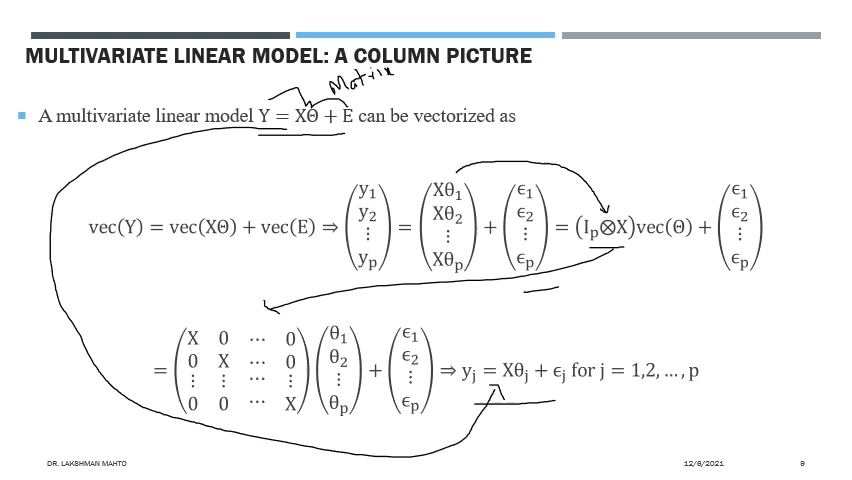 MULTIVARIATE LINEAR MODEL: A COLUMN PICTURE
Matrix
A multivariate linear model Y = XΘ + E can be vectorized as
vec(Y) = vec(XΘ) + vec(E) ⇒ (y₁ y₂ ⋮ yₚ) = (Xθ₁ Xθ₂ ⋮ Xθₚ) + (ϵ₁ ϵ₂ ⋮ ϵₚ) = (Iₚ⊗X)vec(Θ) + (ϵ₁ ϵ₂ ⋮ ϵₚ)
= (X 0 ⋯ 0 0 X ⋯ 0 ⋮ ⋮ ⋯ ⋮ 0 0 ⋯ X) (θ₁ θ₂ ⋮ θₚ) + (ϵ₁ ϵ₂ ⋮ ϵₚ) ⇒ yⱼ = Xθⱼ + ϵⱼ for j = 1,2, …, p
DR. LAKSHMAN MAHTO 12/8/2021 9